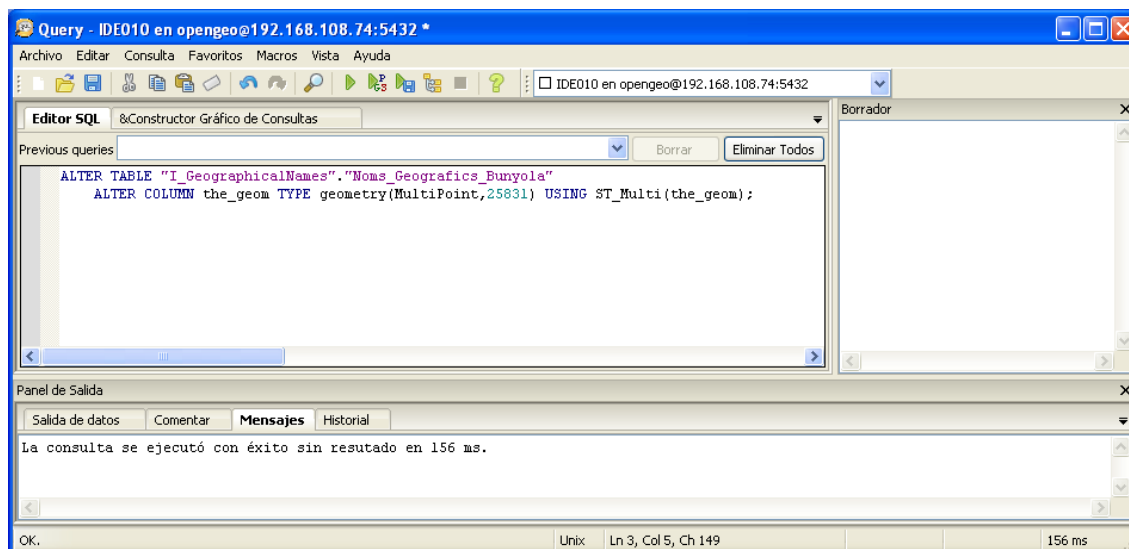 Query - IDE010 en opengeo@192.168.108.74:5432 *
Archivo Editar Consulta Favoritos Macros Vista Ayuda
IDE010 en opengeo@192.168.108.74:5432
Editor SQL &Constructor Gráfico de Consultas
Borrador
Previous queries Borrar Eliminar Todos
ALTER TABLE "I_GeographicalNames"."Noms_Geografics_Bunyola"
ALTER COLUMN the_geom TYPE geometry(MultiPoint,25831) USING ST_Multi(the_geom);
Panel de Salida
Salida de datos Comentar Mensajes Historial
La consulta se ejecutó con éxito sin resutado en 156 ms.
OK. Unix Ln 3, Col 5, Ch 149 156 ms